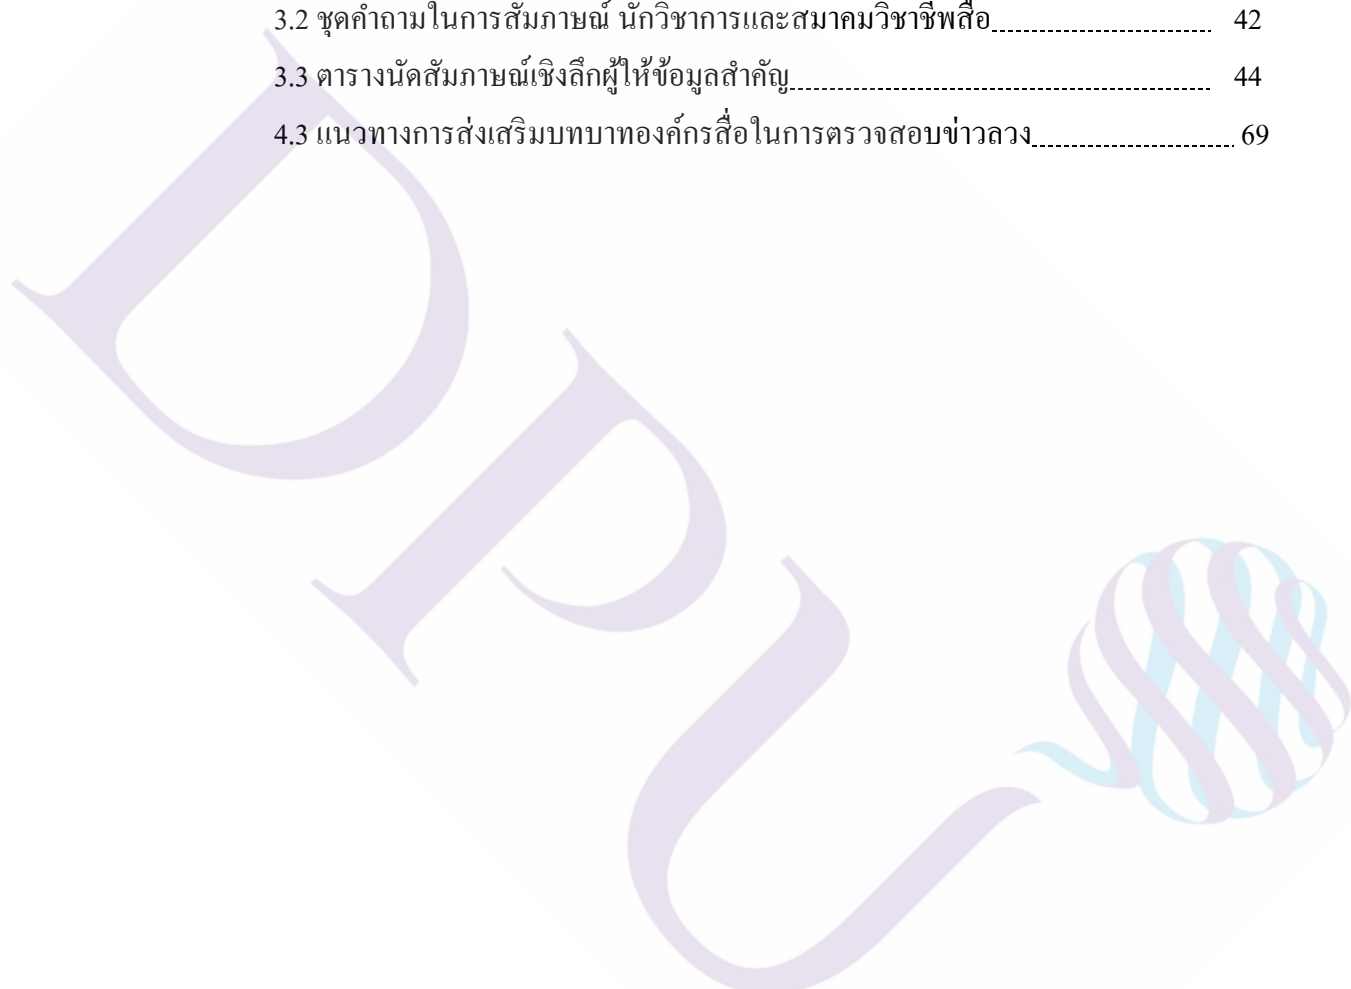 3.2 ชุดคำถามในการสัมภาษณ์ นักวิชาการและสมาคมวิชาชีพสื่อ 42
3.3 ตารางนัดสัมภาษณ์เชิงลึกผู้ให้ข้อมูลสำคัญ 44
4.3 แนวทางการส่งเสริมบทบาทองค์กรสื่อในการตรวจสอบข่าวลวง 69
DPU